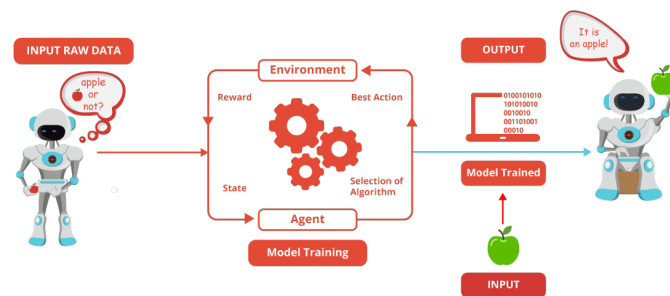 INPUT RAW DATA
apple
or
not?
Environment
Reward
Best Action
State
Selection of
Algorithm
Agent
Model Training
OUTPUT
0100101010
101010010
0010010
001101001
00010
Model Trained
INPUT
It is
an apple!